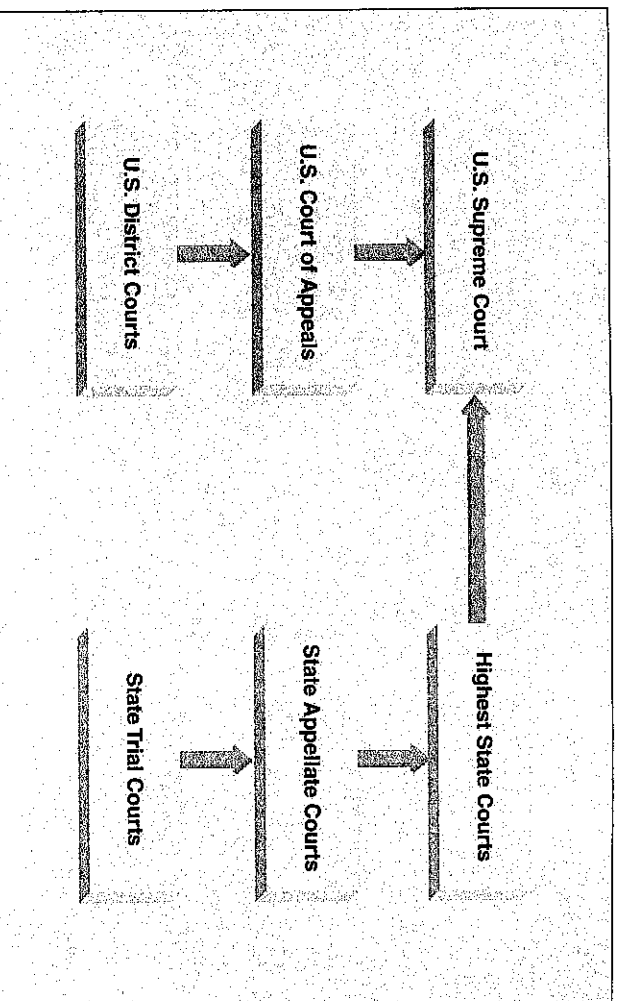 U.S. Supreme Court
Highest State Courts
U.S. Court of Appeals
State Appellate Courts
U.S. District Courts
State Trial Courts